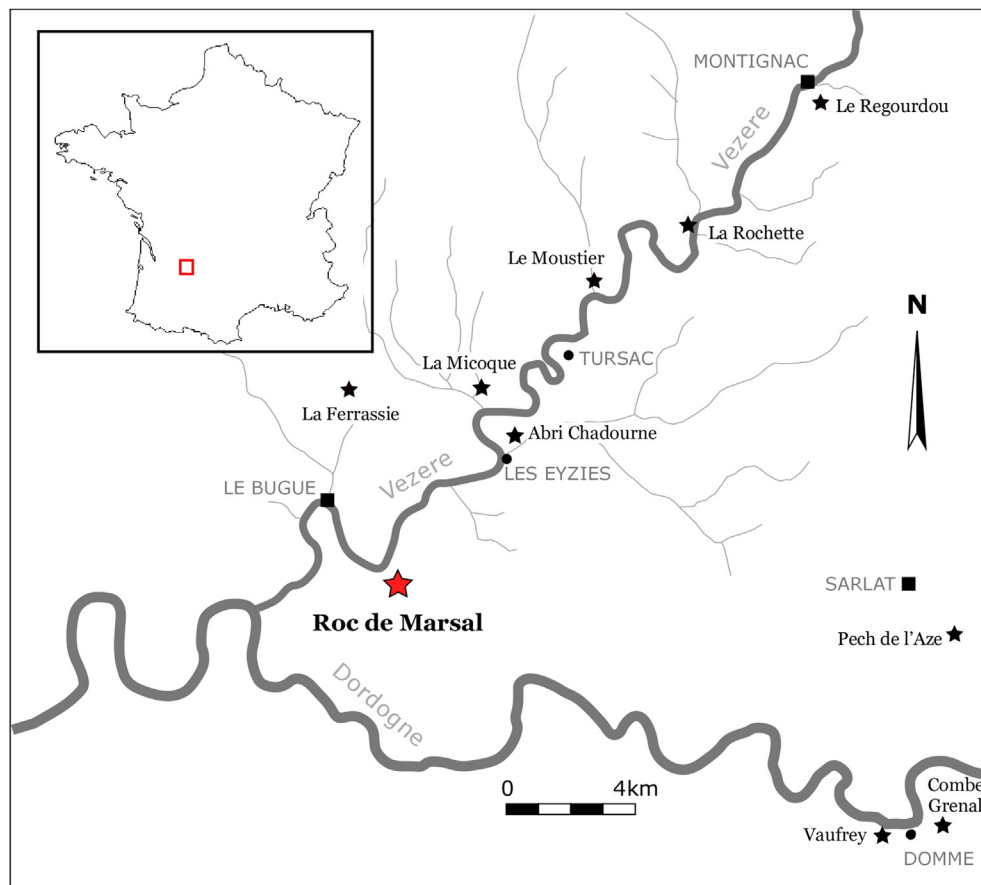 MONTIGNAC
Le Regourdou
Vezere
La Rochette
Le Moustier
N
La Micoque
TURSAC
La Ferrassie
Abri Chadourne
Vezere
LES EYZIES
LE BUGUE
SARLAT
Roc de Marsal
Pech de l'Aze
Dordogne
0 4km
Combe
Grenal
Vaufrey
DOMME